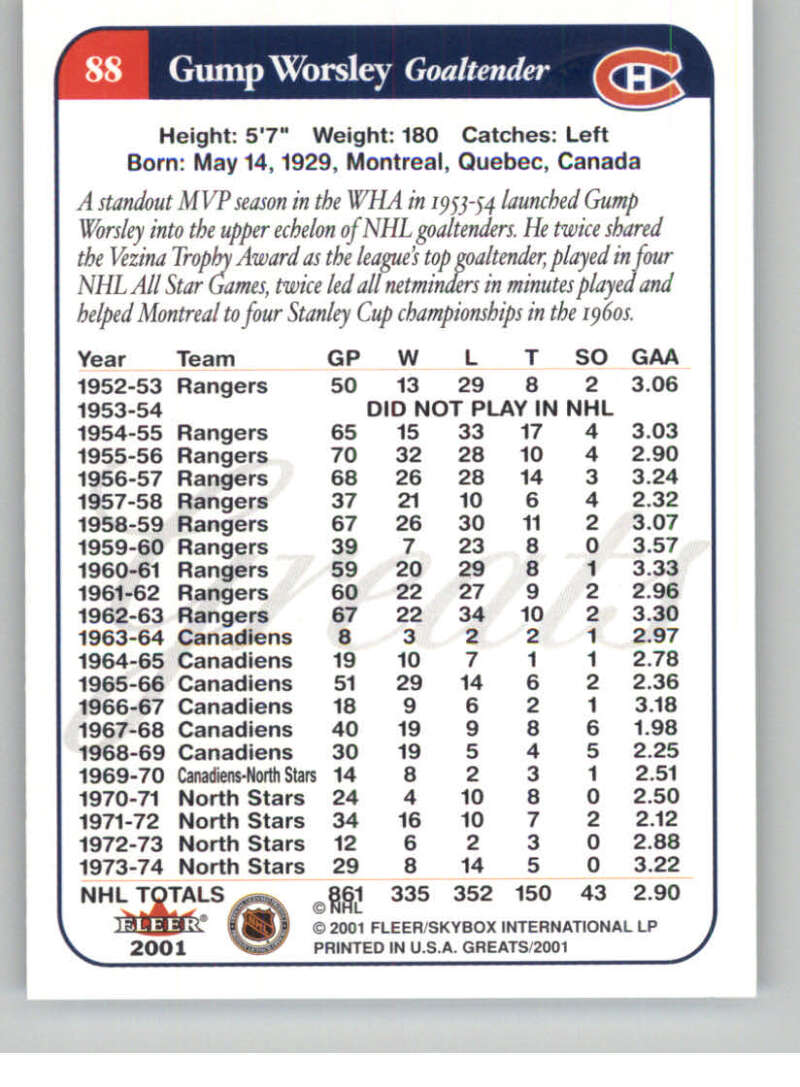 88 Gump Worsley Goaltender CH
Height: 5'7" Weight: 180 Catches: Left
Born: May 14, 1929, Montreal, Quebec, Canada
A standout MVP season in the WHA in 1953-54 launched Gump
Worsley into the upper echelon of NHL goaltenders. He twice shared
the Vezina Trophy Award as the league's top goaltender, played in four
NHL All Star Games, twice led all netminders in minutes played and
helped Montreal to four Stanley Cup championships in the 1960s.
Year Team GP W L T SO GAA
1952-53 Rangers 50 13 29 8 2 3.06
1953-54 DID NOT PLAY IN NHL
1954-55 Rangers 65 15 33 17 4 3.03
1955-56 Rangers 70 32 28 10 4 2.90
1956-57 Rangers 68 26 28 14 3 3.24
1957-58 Rangers 37 21 10 6 4 2.32
1958-59 Rangers 67 26 30 11 2 3.07
1959-60 Rangers 39 7 23 8 0 3.57
1960-61 Rangers 59 20 29 8 1 3.33
1961-62 Rangers 60 22 27 9 2 2.96
1962-63 Rangers 67 22 34 10 2 3.30
1963-64 Canadiens 8 3 2 2 1 2.97
1964-65 Canadiens 19 10 7 1 1 2.78
1965-66 Canadiens 51 29 14 6 2 2.36
1966-67 Canadiens 18 9 6 2 1 3.18
1967-68 Canadiens 40 19 9 8 6 1.98
1968-69 Canadiens 30 19 5 4 5 2.25
1969-70 Canadiens-North Stars 14 8 2 3 1 2.51
1970-71 North Stars 24 4 10 8 0 2.50
1971-72 North Stars 34 16 10 7 2 2.12
1972-73 North Stars 12 6 2 3 0 2.88
1973-74 North Stars 29 8 14 5 0 3.22
NHL TOTALS 861 335 352 150 43 2.90
Greats
FLEER® 2001
NHL
© NHL
© 2001 FLEER/SKYBOX INTERNATIONAL LP
PRINTED IN U.S.A. GREATS/2001